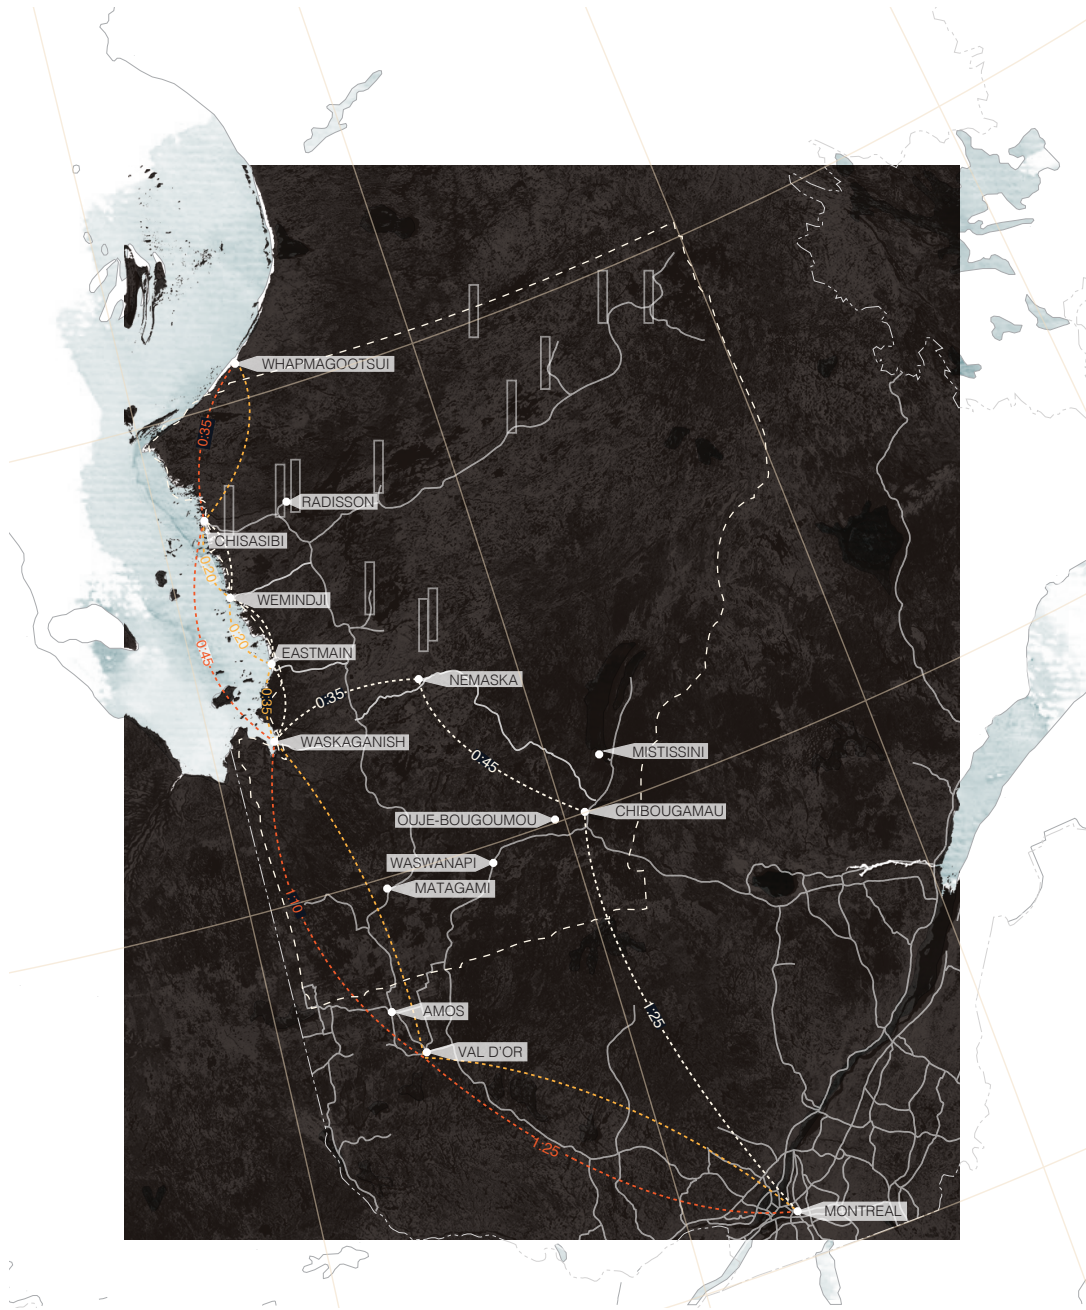 WHAPMAGOOTSUI
0:35
RADISSON
CHISASIBI
0:20
WEMINDJI
0:20
0:45
EASTMAIN
NEMASKA
0:35
0:35
WASKAGANISH
MISTISSINI
0:45
CHIBOUGAMAU
OUJE-BOUGOUMOU
WASWANAPI
MATAGAMI
1:10
AMOS
1:25
VAL D'OR
1:25
MONTREAL